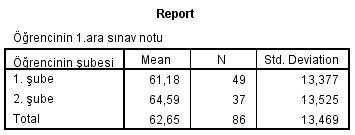 Report
Öğrencinin 1.ara sınav notu
Öğrencinin şubesi Mean N Std. Deviation
1. şube 61,18 49 13,377
2. şube 64,59 37 13,525
Total 62,65 86 13,469